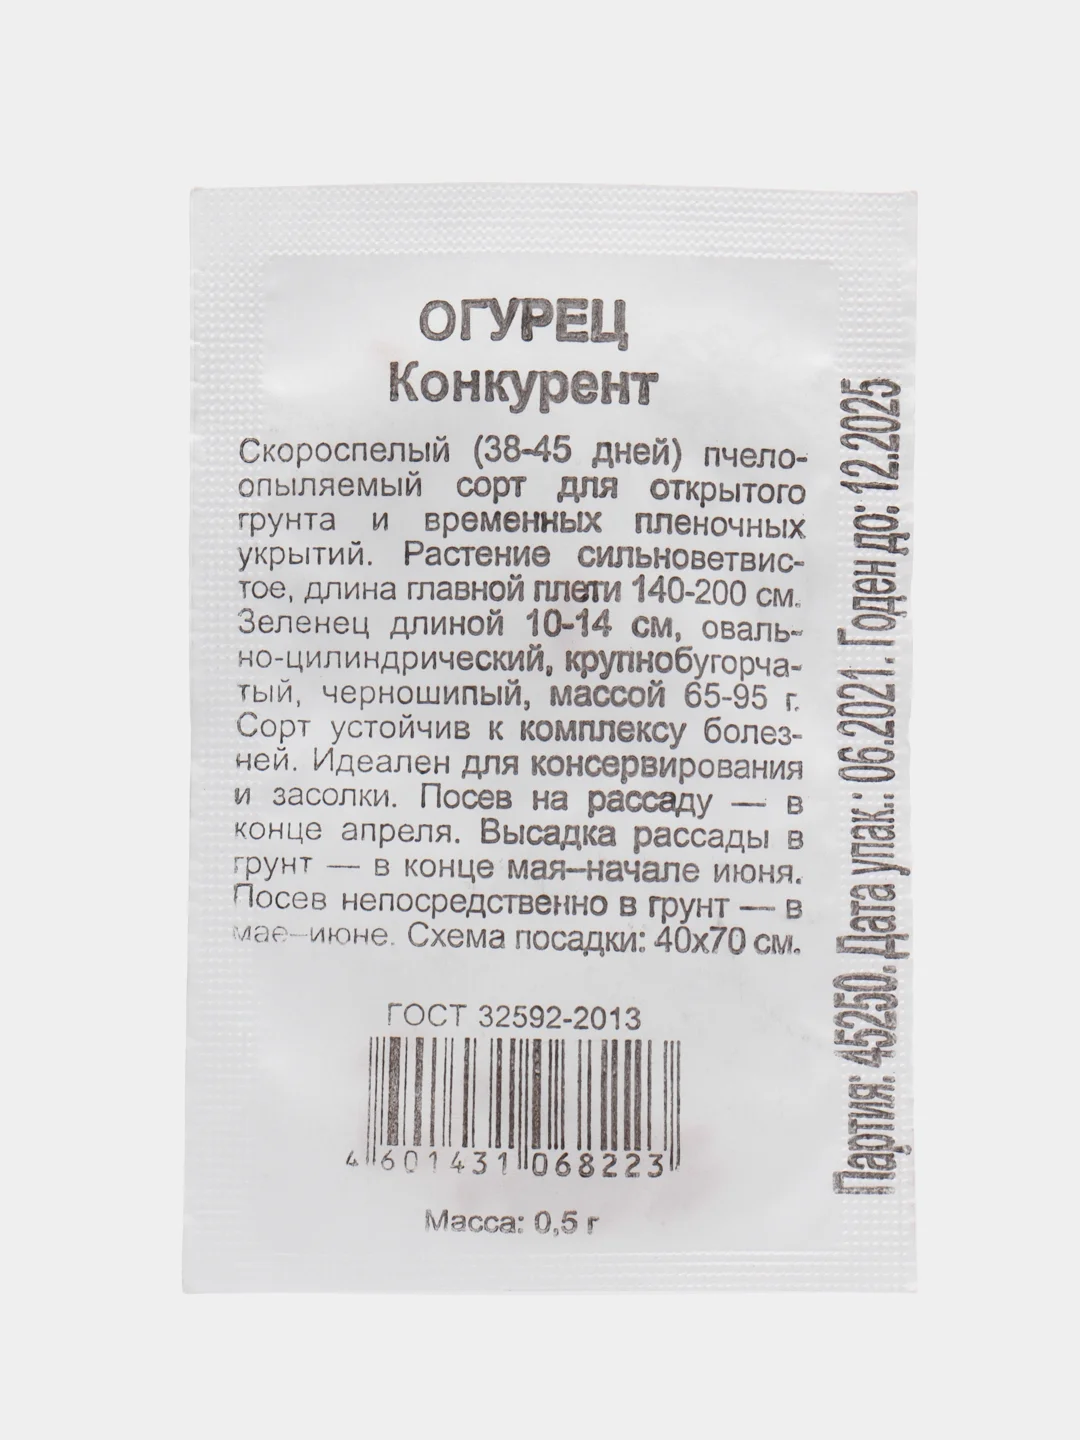 ОГУРЕЦ
Конкурент
Скороспелый (38-45 дней) пчело-
опыляемый сорт для открытого
грунта и временных пленочных
укрытий. Растение сильноветвис-
тое, длина главной плети 140-200 см.
Зеленец длиной 10-14 см, оваль-
но-цилиндрический, крупнобугорча-
тый, черношипый, массой 65-95 г.
Сорт устойчив к комплексу болез-
ней. Идеален для консервирования
и засолки. Посев на рассаду — в
конце апреля. Высадка рассады в
грунт — в конце мая–начале июня.
Посев непосредственно в грунт — в
мае–июне. Схема посадки: 40х70 см.
ГОСТ 32592-2013
4 601431 068223
Масса: 0,5 г
Партия: 45250. Дата упак.: 06.2021. Годен до: 12.2025